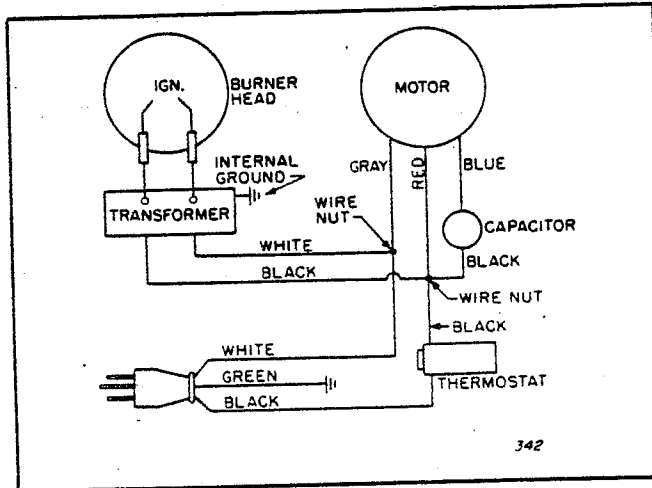 IGN.
BURNER
HEAD
MOTOR
INTERNAL
GROUND
GRAY
RED
BLUE
TRANSFORMER
WIRE
NUT
CAPACITOR
WHITE
BLACK
BLACK
WIRE NUT
BLACK
WHITE
GREEN
THERMOSTAT
BLACK
342